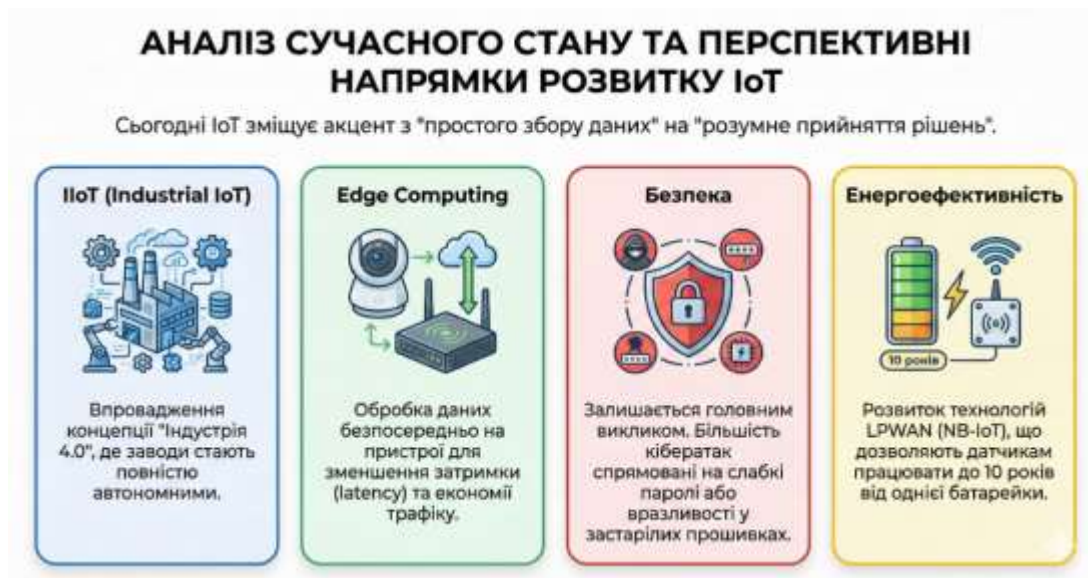 АНАЛІЗ СУЧАСНОГО СТАНУ ТА ПЕРСПЕКТИВНІ
НАПРЯМКИ РОЗВИТКУ IoT
Сьогодні IoT зміщує акцент з "простого збору даних" на "розумне прийняття рішень".
IIoT (Industrial IoT)
Впровадження
концепції "Індустрія
4.0", де заводи стають
повністю
автономними.
Edge Computing
Обробка даних
безпосередньо на
пристрої для
зменшення затримки
(latency) та економії
трафіку.
Безпека
Залишається головним
викликом. Більшість
кібератак
спрямовані на слабкі
паролі або
вразливості у
застарілих прошивках.
Енергоефективність
10 років
Розвиток технологій
LPWAN (NB-IoT), що
дозволяють датчикам
працювати до 10 років
від однієї батарейки.